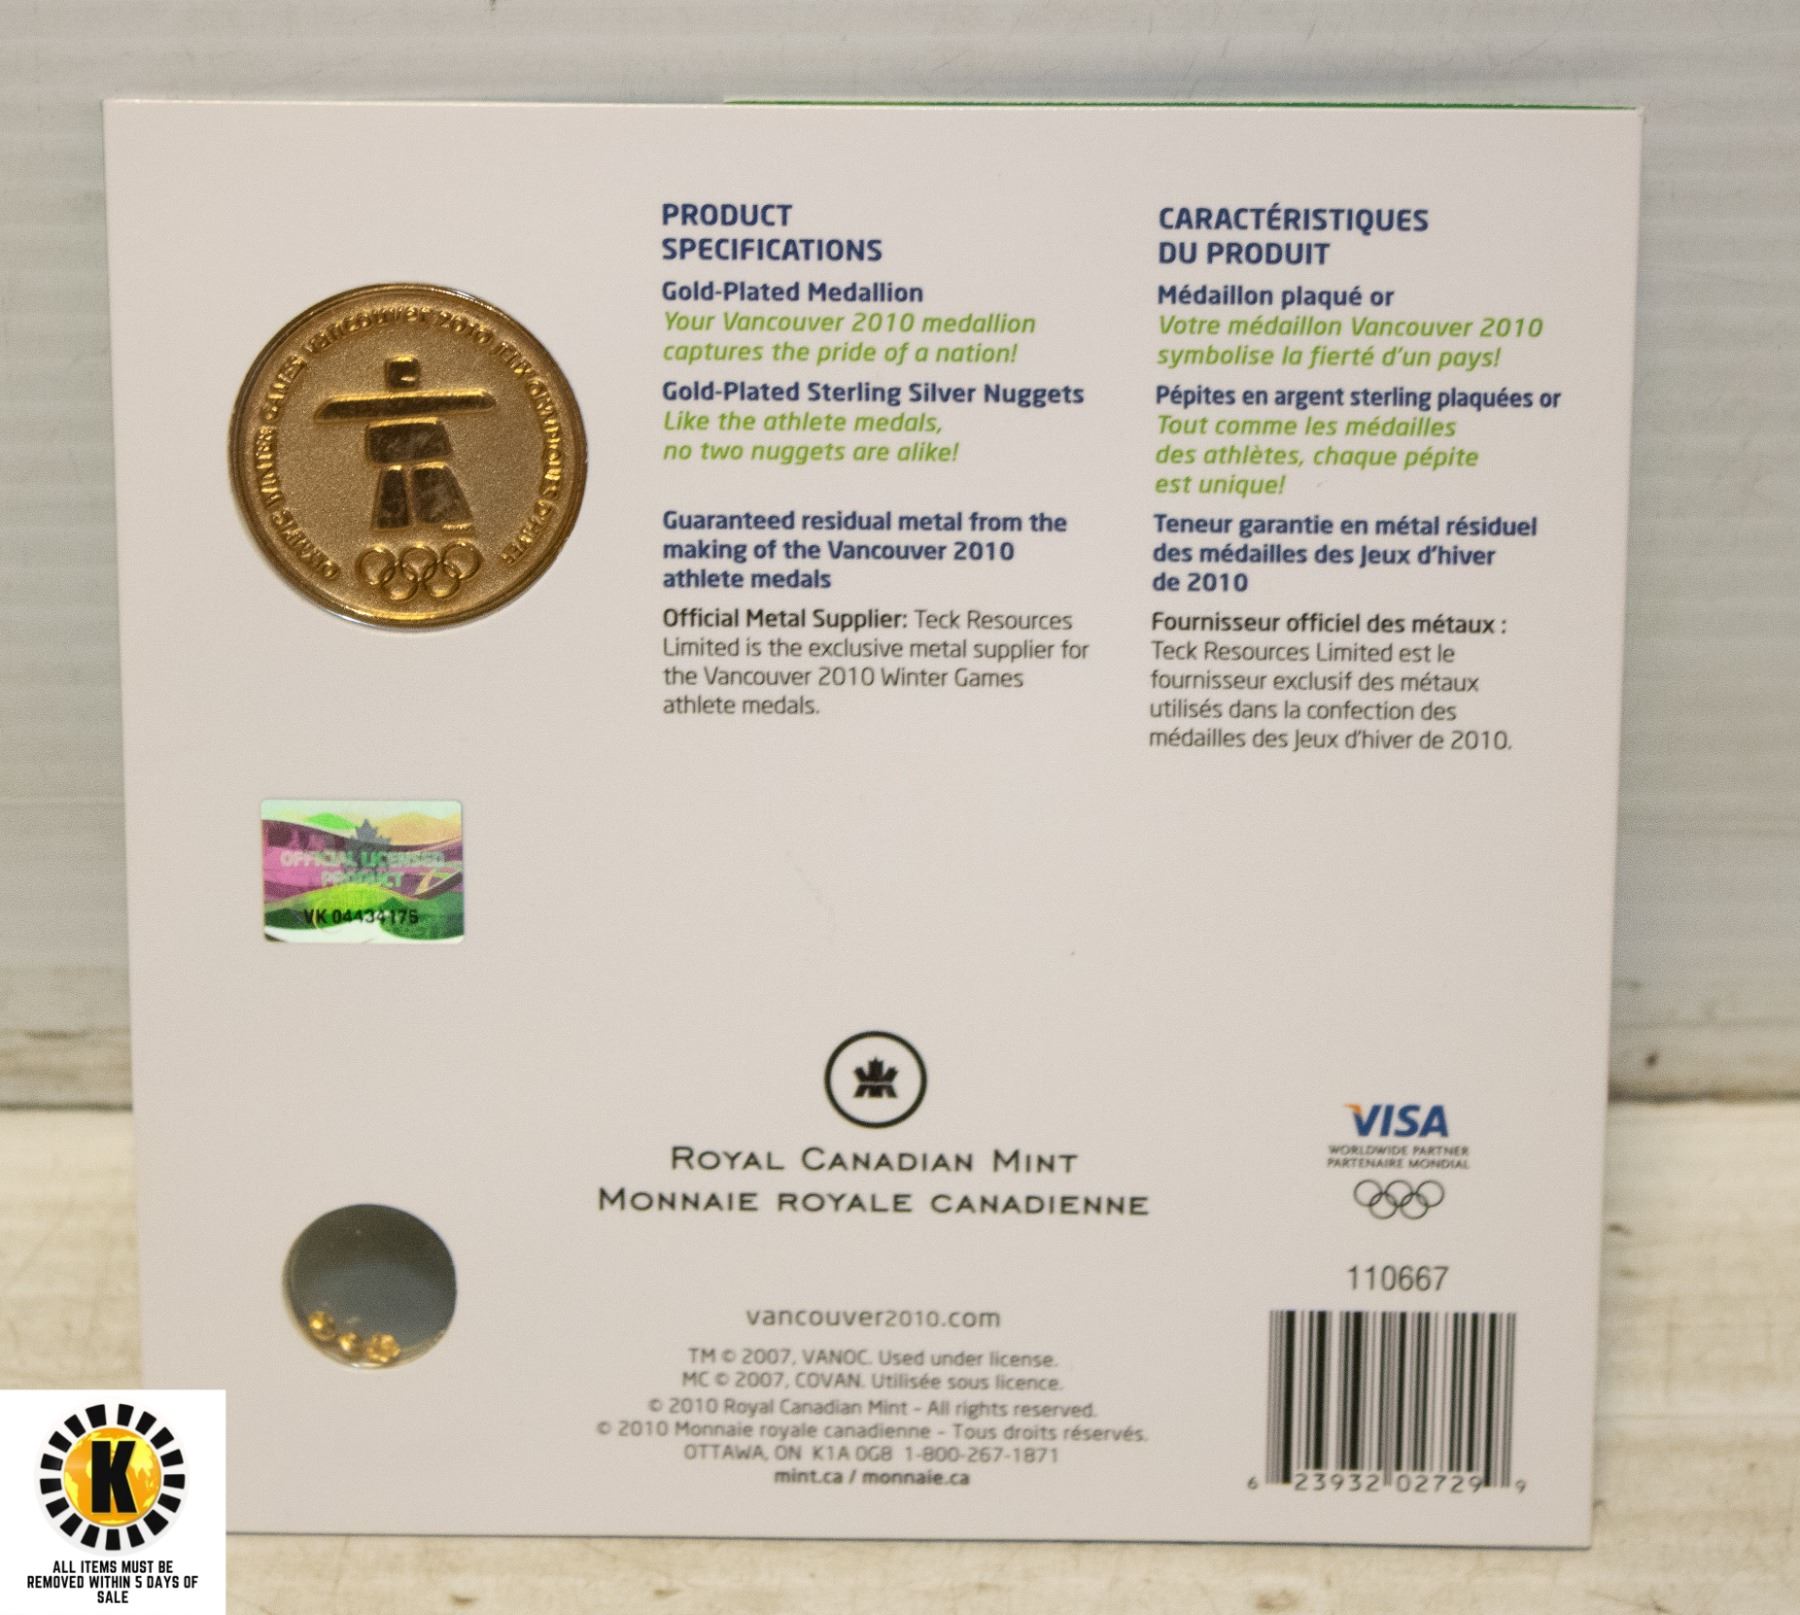 PRODUCT
SPECIFICATIONS
Gold-Plated Medallion
Your Vancouver 2010 medallion
captures the pride of a nation!
Gold-Plated Sterling Silver Nuggets
Like the athlete medals,
no two nuggets are alike!
Guaranteed residual metal from the
making of the Vancouver 2010
athlete medals
Official Metal Supplier: Teck Resources
Limited is the exclusive metal supplier for
the Vancouver 2010 Winter Games
athlete medals.
CARACTÉRISTIQUES
DU PRODUIT
Médaillon plaqué or
Votre médaillon Vancouver 2010
symbolise la fierté d'un pays!
Pépites en argent sterling plaquées or
Tout comme les médailles
des athlètes, chaque pépite
est unique!
Teneur garantie en métal résiduel
des médailles des Jeux d'hiver
de 2010
Fournisseur officiel des métaux :
Teck Resources Limited est le
fournisseur exclusif des métaux
utilisés dans la confection des
médailles des Jeux d'hiver de 2010.
OLYMPIC WINTER GAMES VANCOUVER 2010 JEUX OLYMPIQUES D'HIVER
OFFICIAL LICENSED
PRODUCT
VK 04434175
ROYAL CANADIAN MINT
MONNAIE ROYALE CANADIENNE
VISA
WORLDWIDE PARTNER
PARTENAIRE MONDIAL
110667
vancouver2010.com
TM © 2007, VANOC. Used under license.
MC © 2007, COVAN. Utilisée sous licence.
© 2010 Royal Canadian Mint – All rights reserved.
© 2010 Monnaie royale canadienne – Tous droits réservés.
OTTAWA, ON K1A 0G8 1-800-267-1871
mint.ca / monnaie.ca
6 23932 02729 9
K
ALL ITEMS MUST BE
REMOVED WITHIN 5 DAYS OF
SALE